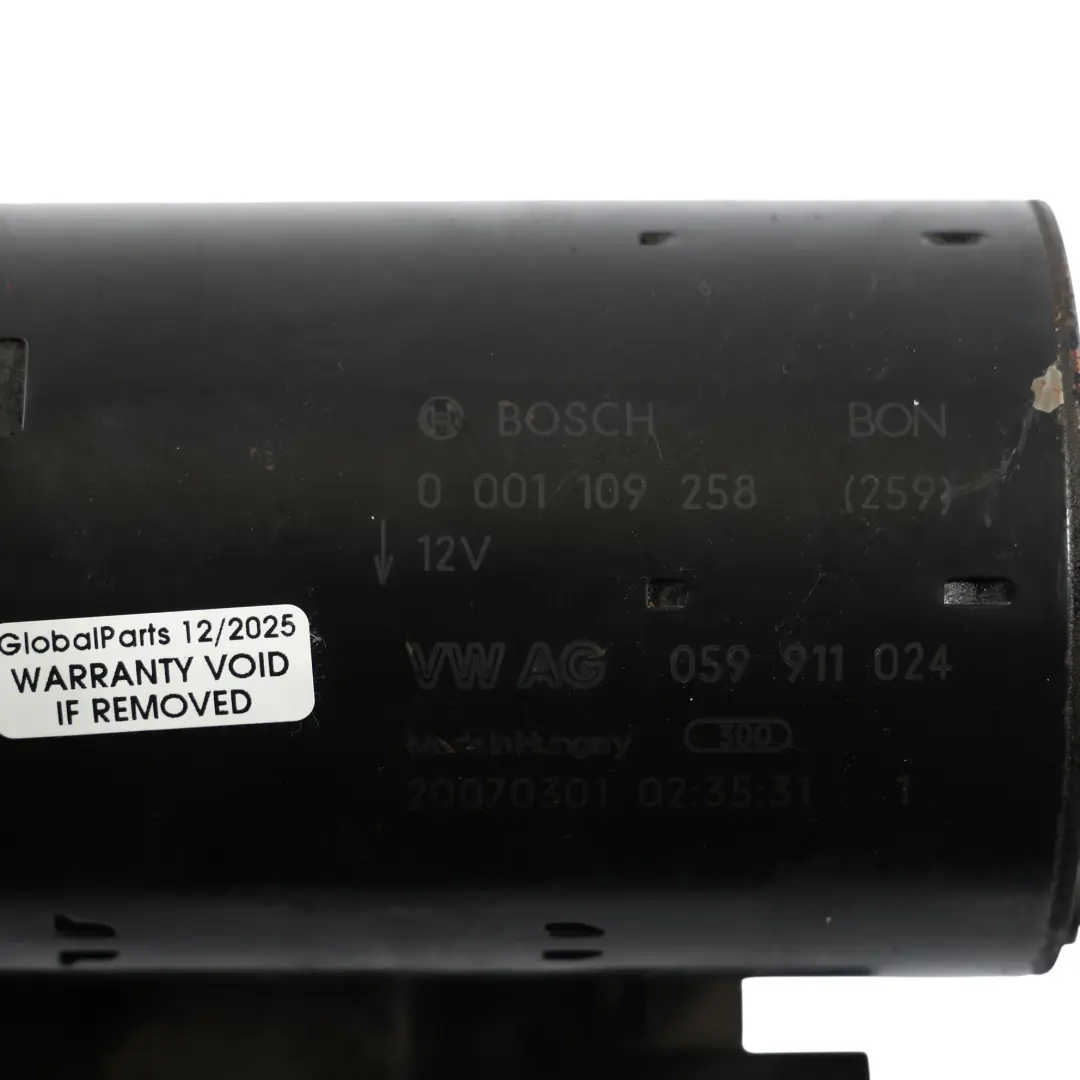 BOSCH BON
0 001 109 258 (259)
12V
VW AG 059 911 024
Made in Hungary 300
20070301 02:35:31 1
GlobalParts 12/2025
WARRANTY VOID
IF REMOVED